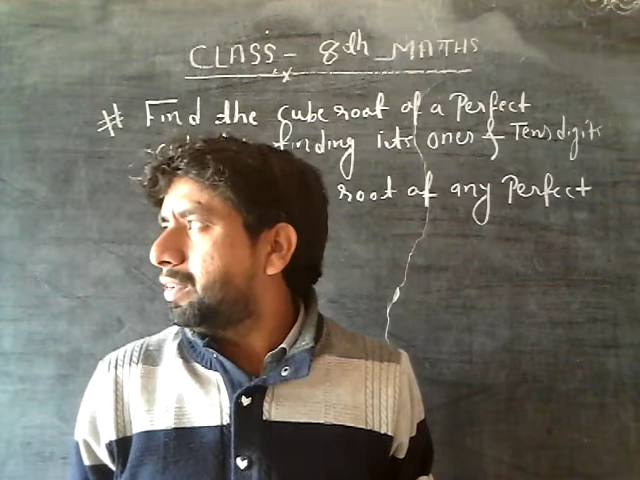 CLASS - 8th - MATHS
# Find the cube root of a Perfect
finding its ones & Tens digits
root of any Perfect